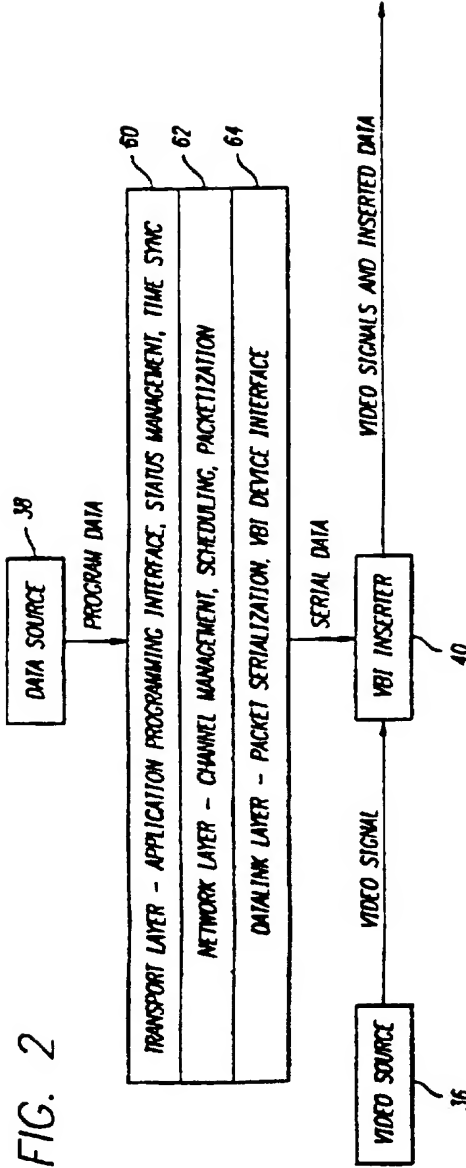 FIG. 2
38
DATA SOURCE
PROGRAM DATA
60
TRANSPORT LAYER - APPLICATION PROGRAMMING INTERFACE, STATUS MANAGEMENT, TIME SYNC
62
NETWORK LAYER - CHANNEL MANAGEMENT, SCHEDULING, PACKETIZATION
64
DATALINK LAYER - PACKET SERIALIZATION, VBI DEVICE INTERFACE
SERIAL DATA
VIDEO SOURCE
36
VIDEO SIGNAL
VBI INSERTER
40
VIDEO SIGNALS AND INSERTED DATA